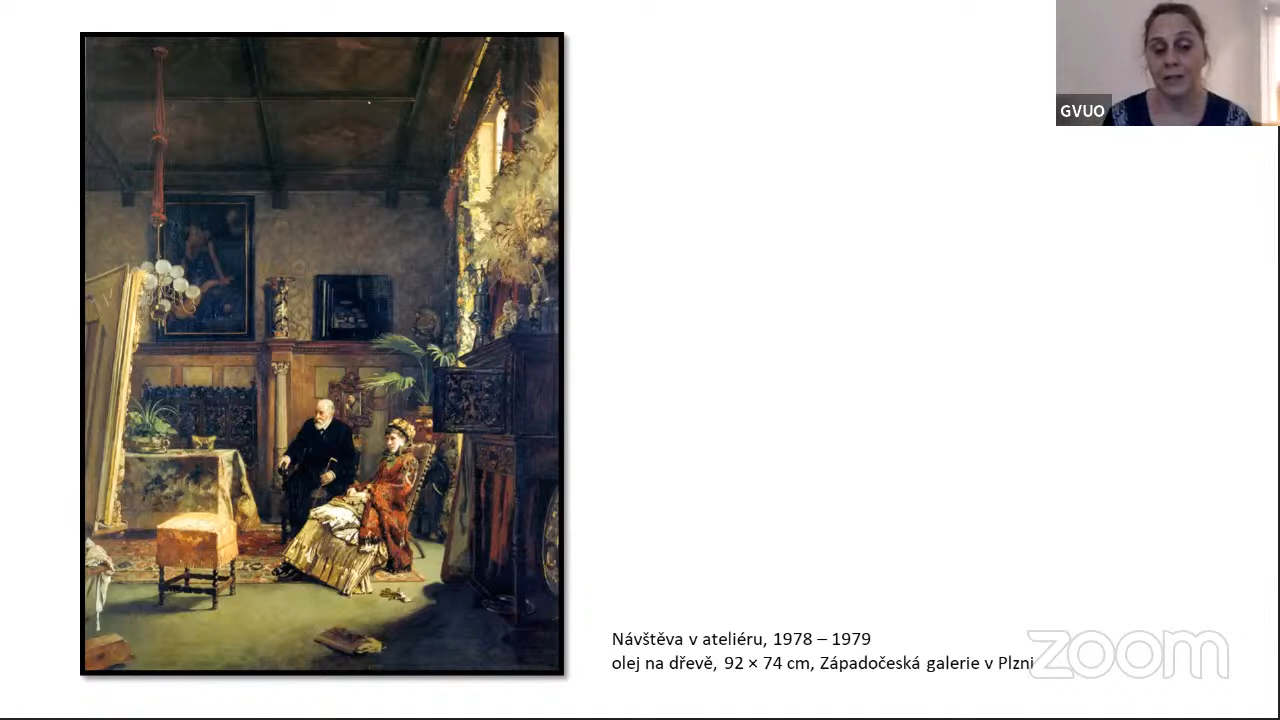 GVUO
Návštěva v ateliéru, 1978 – 1979
olej na dřevě, 92 × 74 cm, Západočeská galerie v Plzni
zoom